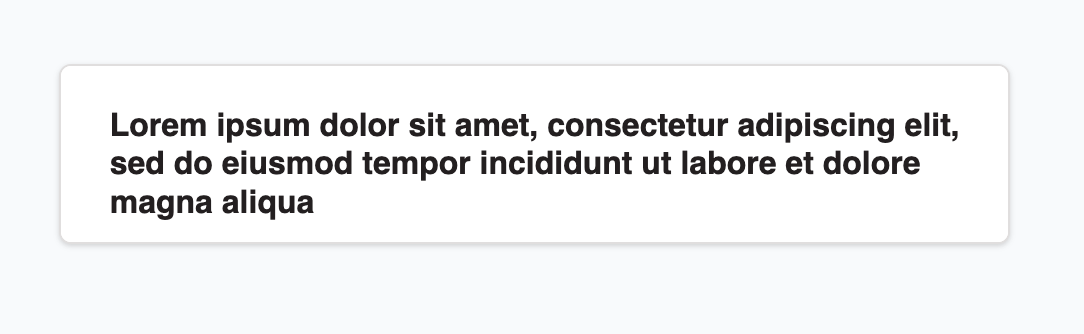 Lorem ipsum dolor sit amet, consectetur adipiscing elit,
sed do eiusmod tempor incididunt ut labore et dolore
magna aliqua